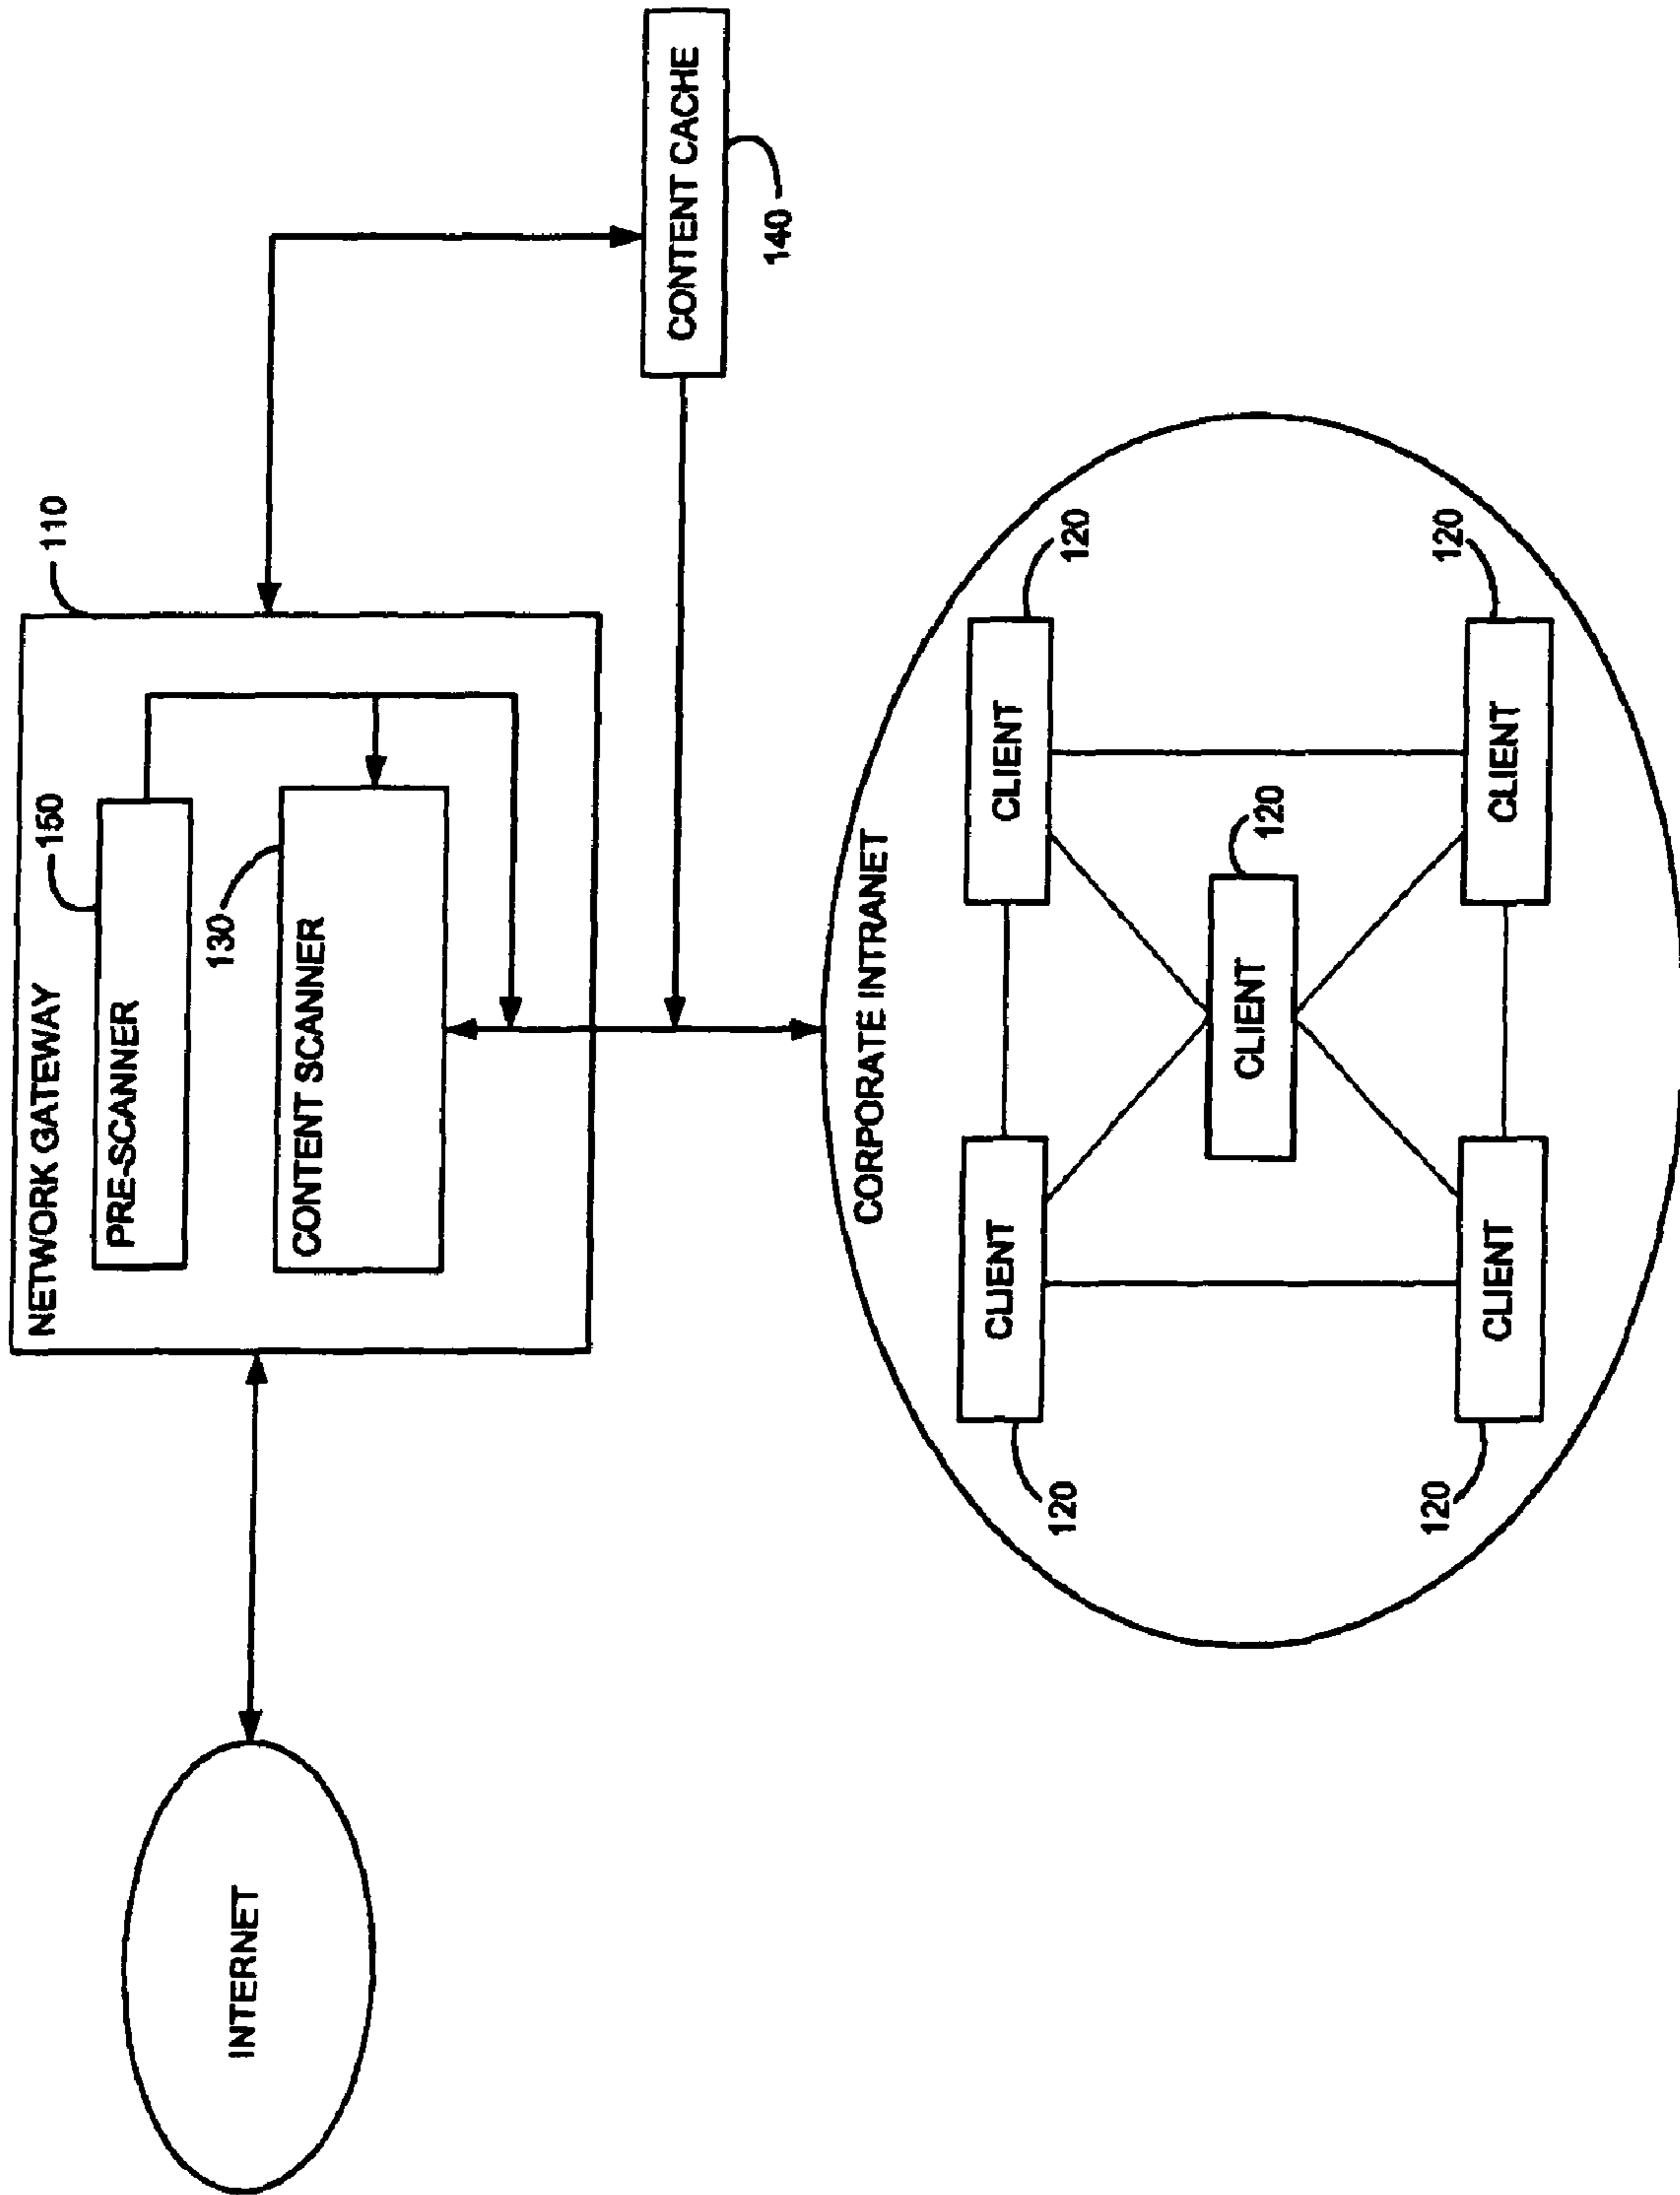 INTERNET
NETWORK GATEWAY
110
PRE-SCANNER
150
130
CONTENT SCANNER
CONTENT CACHE
140
CORPORATE INTRANET
CLIENT
120
CLIENT
120
CLIENT
120
CLIENT
120
CLIENT
120